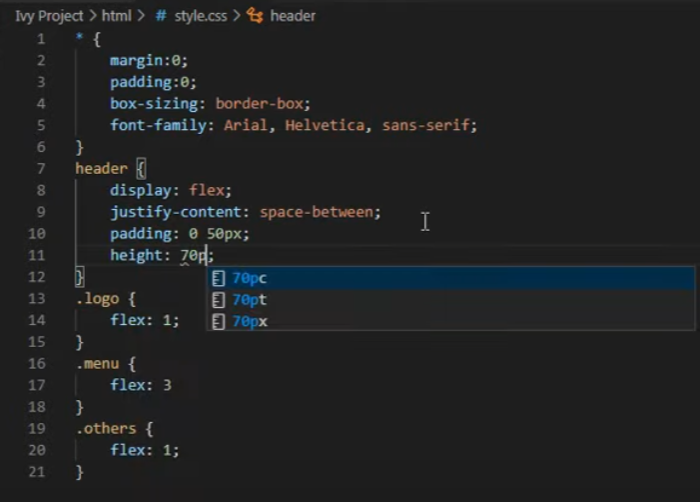 Ivy Project > html > # style.css > header
1 * {
2 margin:0;
3 padding:0;
4 box-sizing: border-box;
5 font-family: Arial, Helvetica, sans-serif;
6 }
7 header {
8 display: flex;
9 justify-content: space-between;
10 padding: 0 50px;
11 height: 70p;
70pc
12 }
70pt
13 .logo {
70px
14 flex: 1;
15 }
16 .menu {
17 flex: 3
18 }
19 .others {
20 flex: 1;
21 }